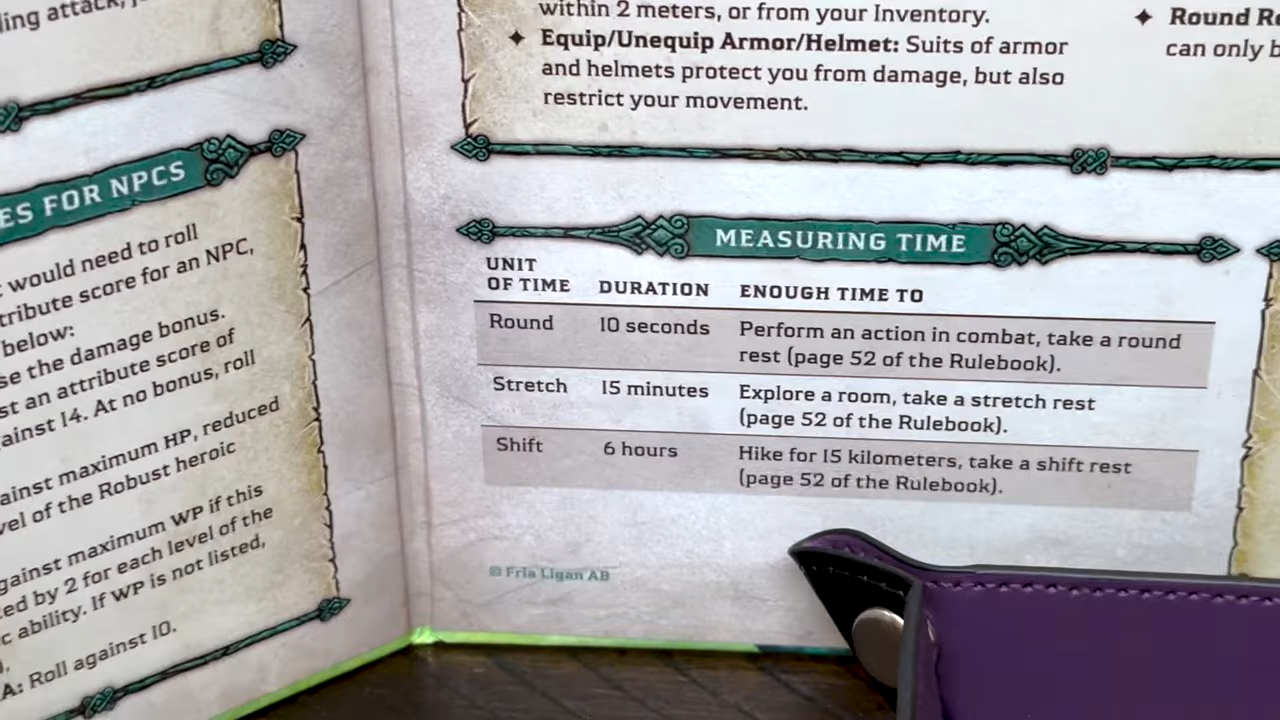 ling attack,
ES FOR NPCS
would need to roll
tribute score for an NPC,
below:
se the damage bonus.
st an attribute score of
ainst 14. At no bonus, roll
ainst maximum HP, reduced
vel of the Robust heroic
gainst maximum WP if this
ed by 2 for each level of the
c ability. If WP is not listed,
A: Roll against 10.
within 2 meters, or from your Inventory.
✦ Equip/Unequip Armor/Helmet: Suits of armor
and helmets protect you from damage, but also
restrict your movement.
✦ Round Re
can only b
MEASURING TIME
UNIT
OF TIME DURATION ENOUGH TIME TO
Round 10 seconds Perform an action in combat, take a round
rest (page 52 of the Rulebook).
Stretch 15 minutes Explore a room, take a stretch rest
(page 52 of the Rulebook).
Shift 6 hours Hike for 15 kilometers, take a shift rest
(page 52 of the Rulebook).
© Fria Ligan AB